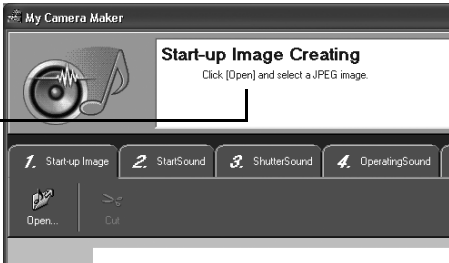 My Camera Maker
Start-up Image Creating
Click [Open] and select a JPEG image.
1. Start-up Image 2. StartSound 3. ShutterSound 4. OperatingSound
Open... Cut